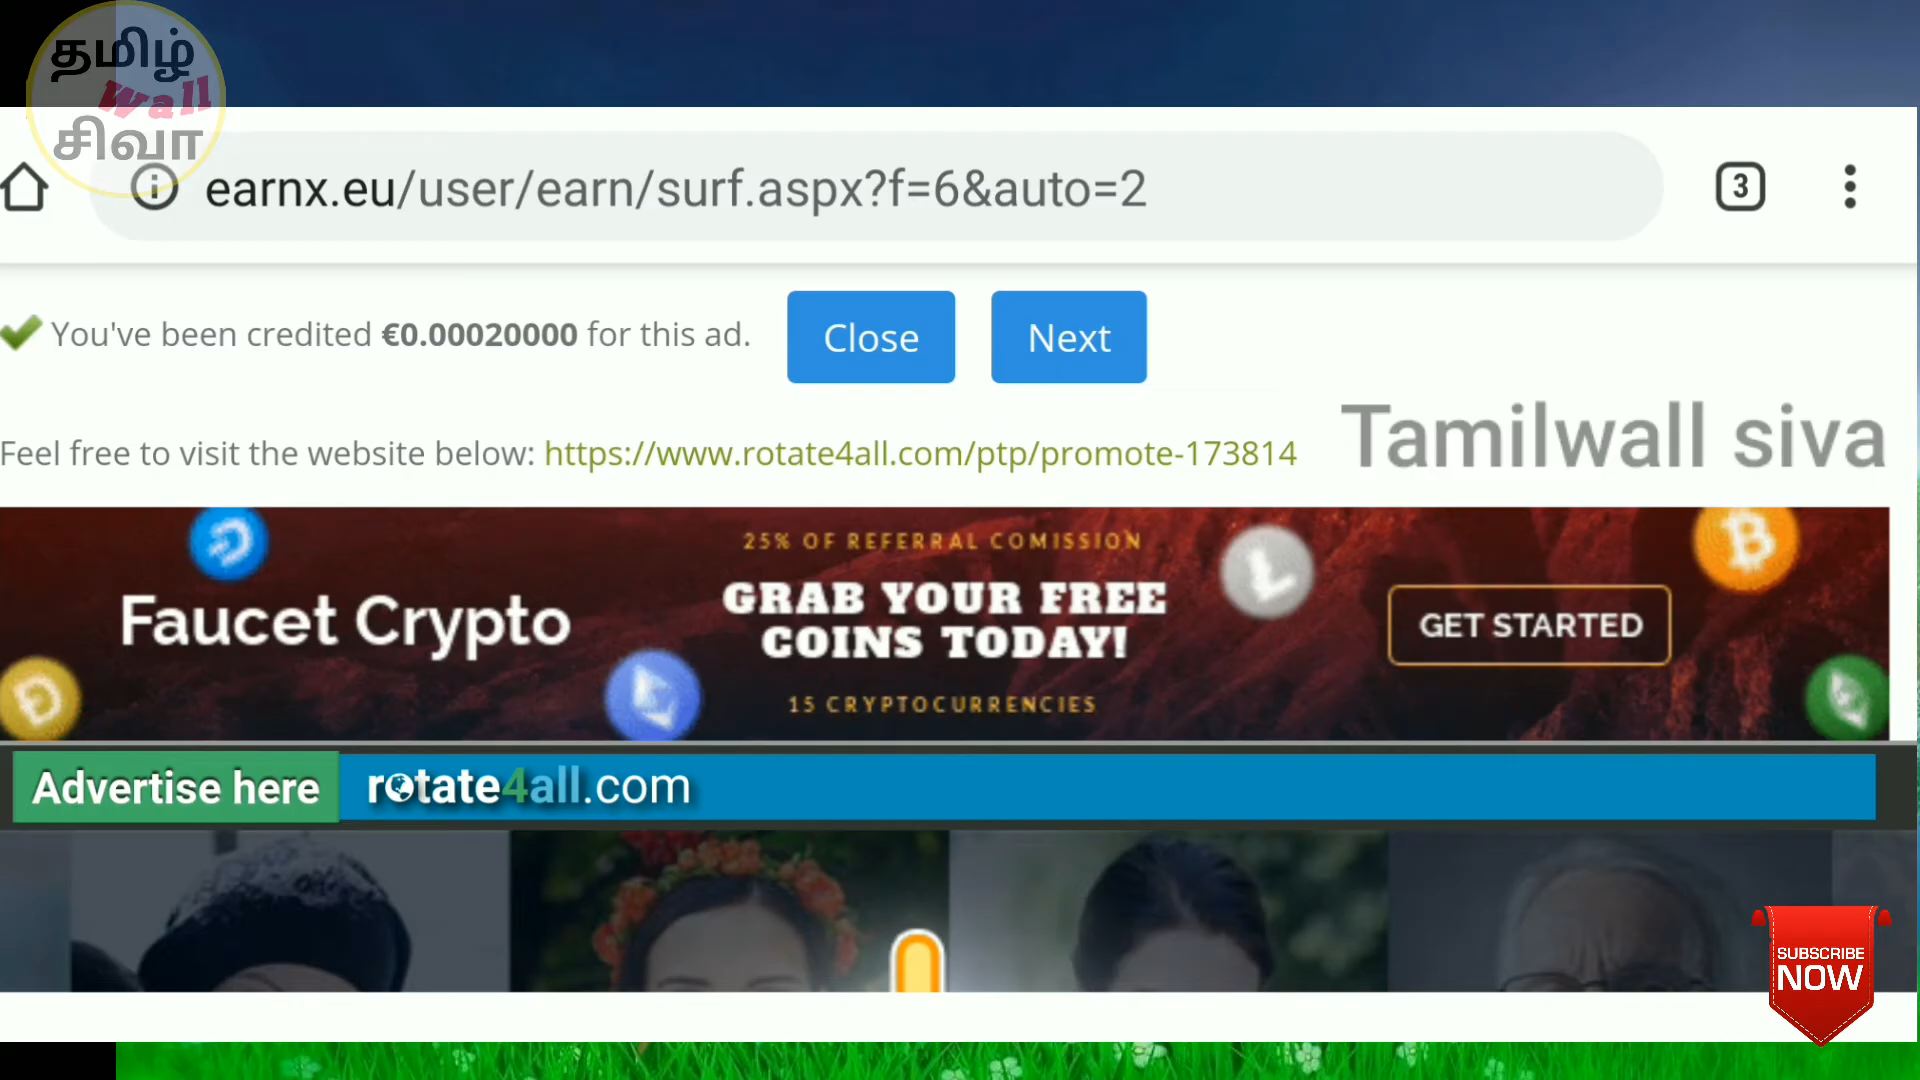 தமிழ்
wall
சிவா
earnx.eu/user/earn/surf.aspx?f=6&auto=2
3
You've been credited €0.00020000 for this ad.
Close
Next
Feel free to visit the website below: https://www.rotate4all.com/ptp/promote-173814
Tamilwall siva
Faucet Crypto
25% OF REFERRAL COMISSION
GRAB YOUR FREE
COINS TODAY!
15 CRYPTOCURRENCIES
GET STARTED
Advertise here
rotate4all.com
SUBSCRIBE
NOW